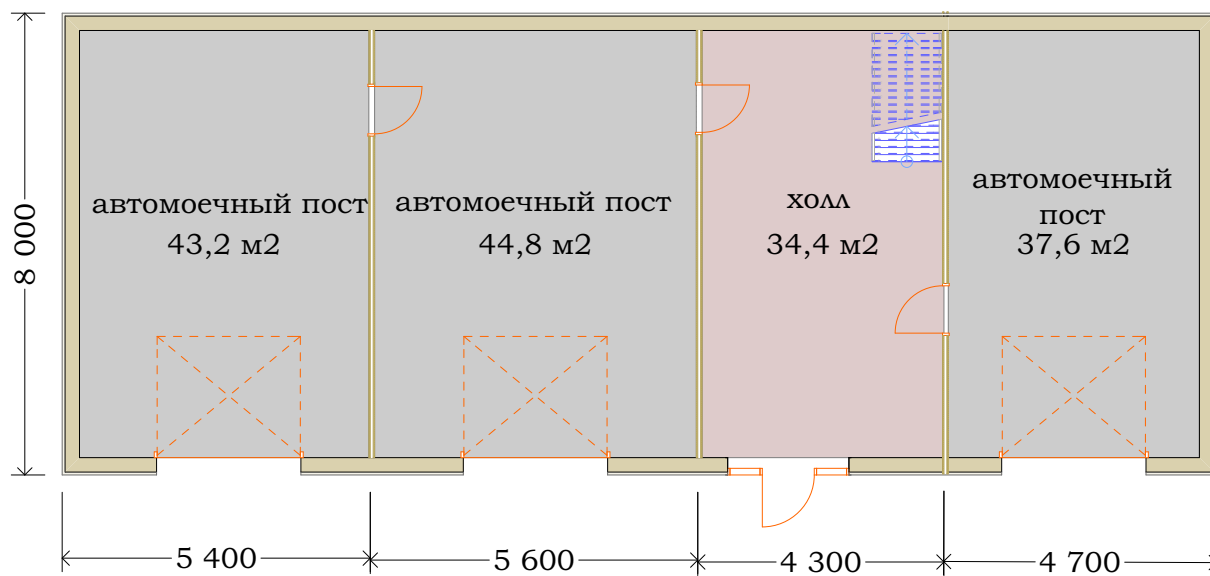 автомоечный пост
43,2 м2
автомоечный пост
44,8 м2
холл
34,4 м2
автомоечный
пост
37,6 м2
8 000
5 400
5 600
4 300
4 700